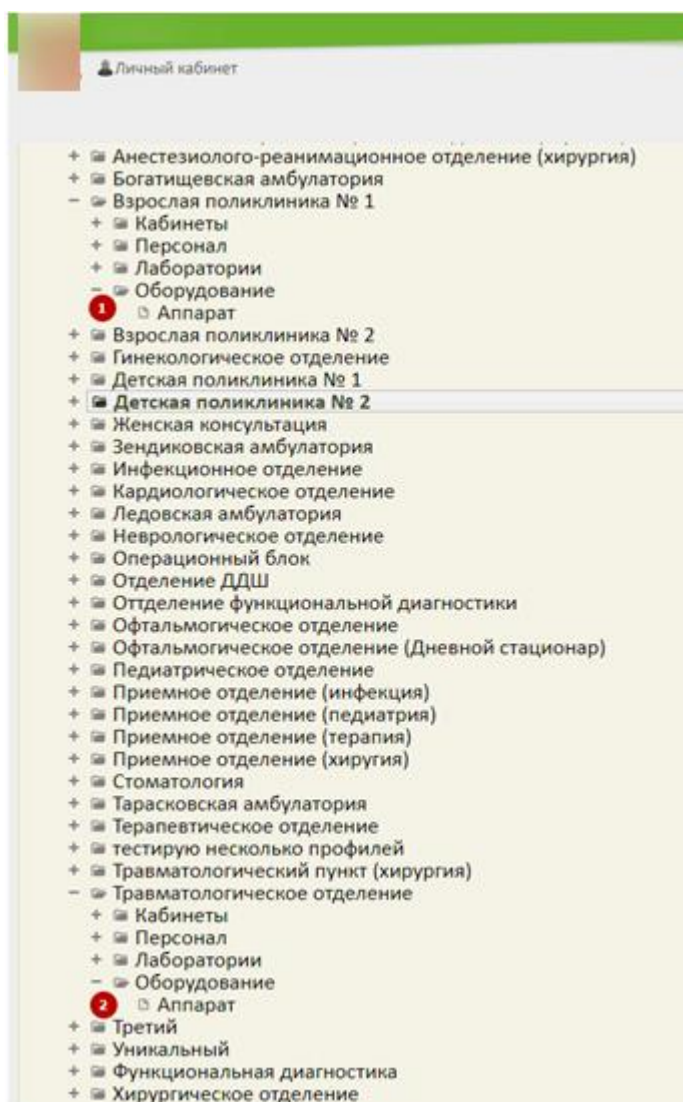 Личный кабинет
Анестезиолого-реанимационное отделение (хирургия)
Богатищевская амбулатория
Взрослая поликлиника № 1
Кабинеты
Персонал
Лаборатории
Оборудование
1 Аппарат
Взрослая поликлиника № 2
Гинекологическое отделение
Детская поликлиника № 1
Детская поликлиника № 2
Женская консультация
Зендиковская амбулатория
Инфекционное отделение
Кардиологическое отделение
Ледовская амбулатория
Неврологическое отделение
Операционный блок
Отделение ДДШ
Оттделение функциональной диагностики
Офтальмогическое отделение
Офтальмогическое отделение (Дневной стационар)
Педиатрическое отделение
Приемное отделение (инфекция)
Приемное отделение (педиатрия)
Приемное отделение (терапия)
Приемное отделение (хиругия)
Стоматология
Тарасковская амбулатория
Терапевтическое отделение
тестирую несколько профилей
Травматологический пункт (хирургия)
Травматологическое отделение
Кабинеты
Персонал
Лаборатории
Оборудование
2 Аппарат
Третий
Уникальный
Функциональная диагностика
Хирургическое отделение